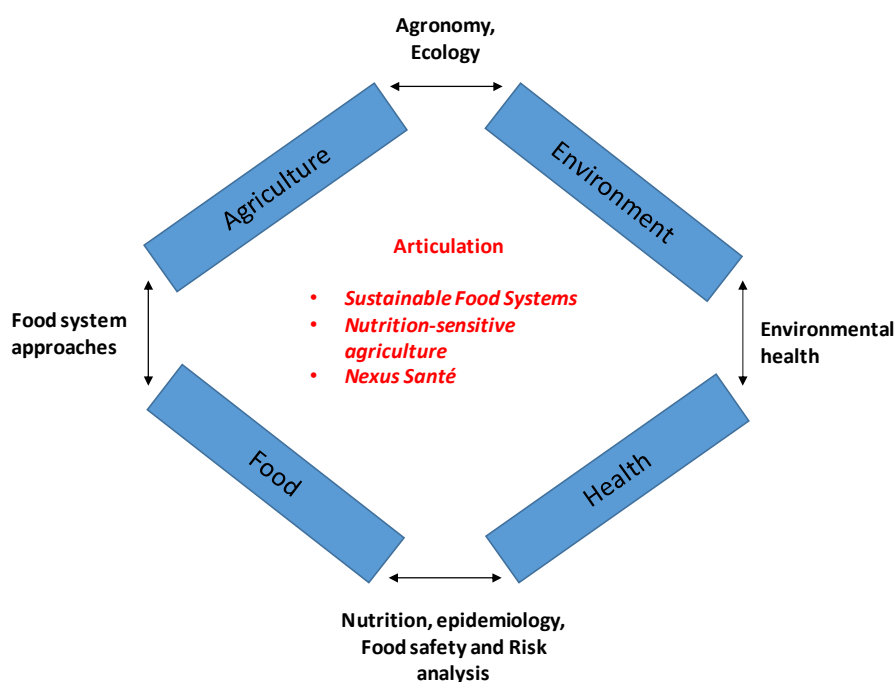 Agronomy,
Ecology
Agriculture
Environment
Articulation
• Sustainable Food Systems
• Nutrition-sensitive
agriculture
• Nexus Santé
Food system
approaches
Environmental
health
Food
Health
Nutrition, epidemiology,
Food safety and Risk
analysis